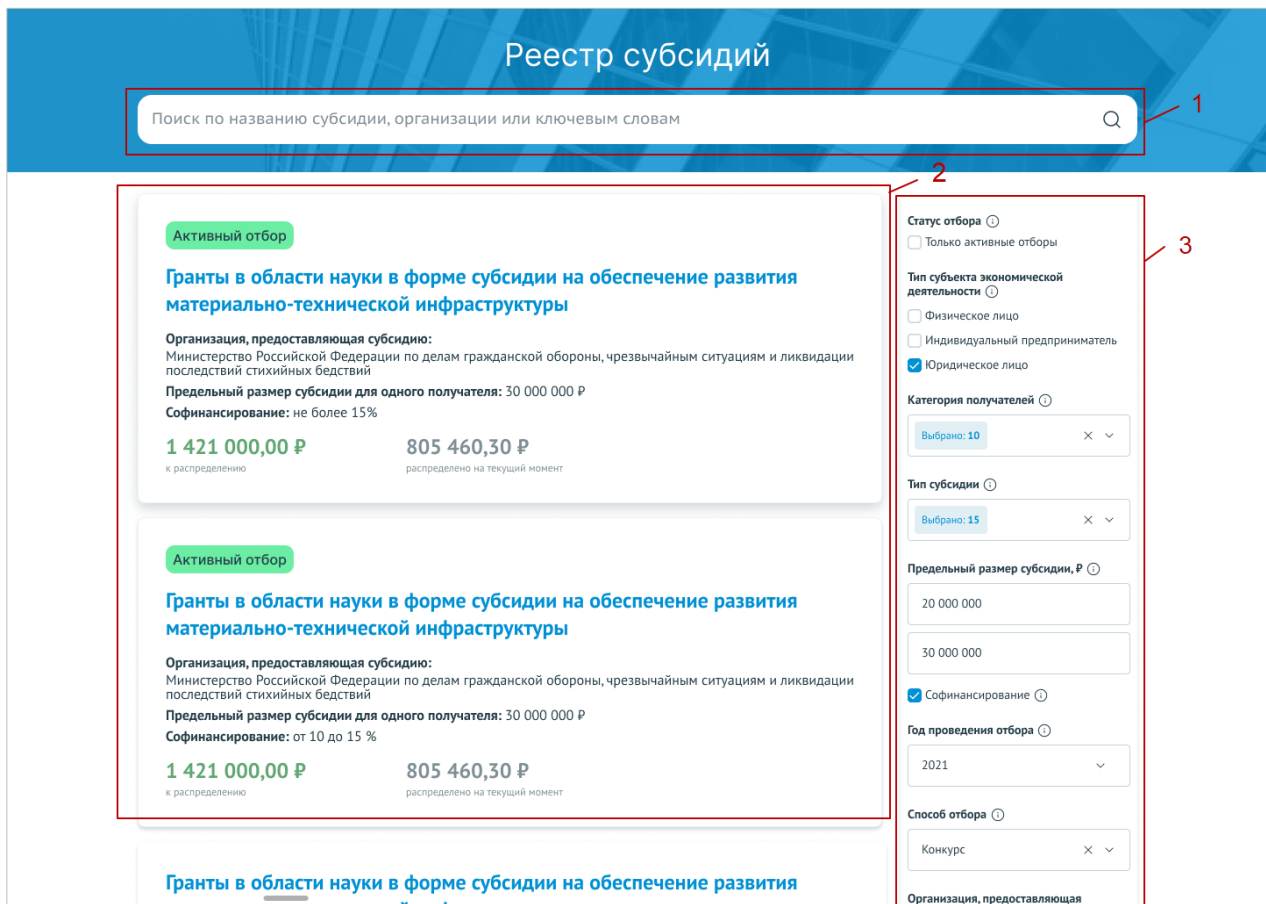 Реестр субсидий
Поиск по названию субсидии, организации или ключевым словам
1
2
Активный отбор
Гранты в области науки в форме субсидии на обеспечение развития
материально-технической инфраструктуры
Организация, предоставляющая субсидию:
Министерство Российской Федерации по делам гражданской обороны, чрезвычайным ситуациям и ликвидации
последствий стихийных бедствий
Предельный размер субсидии для одного получателя: 30 000 000 ₽
Софинансирование: не более 15%
1 421 000,00 ₽
к распределению
805 460,30 ₽
распределено на текущий момент
Активный отбор
Гранты в области науки в форме субсидии на обеспечение развития
материально-технической инфраструктуры
Организация, предоставляющая субсидию:
Министерство Российской Федерации по делам гражданской обороны, чрезвычайным ситуациям и ликвидации
последствий стихийных бедствий
Предельный размер субсидии для одного получателя: 30 000 000 ₽
Софинансирование: от 10 до 15 %
1 421 000,00 ₽
к распределению
805 460,30 ₽
распределено на текущий момент
Гранты в области науки в форме субсидии на обеспечение развития
3
Статус отбора
Только активные отборы
Тип субъекта экономической
деятельности
Физическое лицо
Индивидуальный предприниматель
Юридическое лицо
Категория получателей
Выбрано: 10
Тип субсидии
Выбрано: 15
Предельный размер субсидии, ₽
20 000 000
30 000 000
Софинансирование
Год проведения отбора
2021
Способ отбора
Конкурс
Организация, предоставляющая